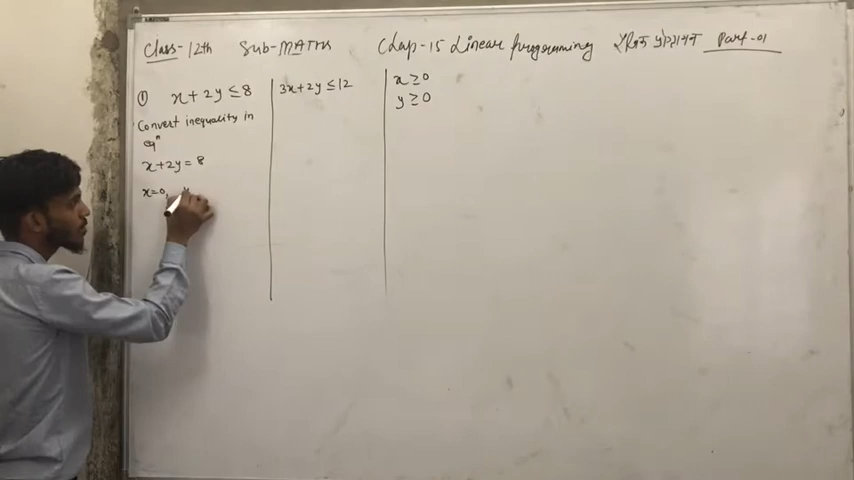 Class-12th Sub-MATHS Chap-15 Linear Programming रैखिक प्रोग्रामन Part-01
① x+2y≤8
Convert inequality in
eqⁿ
x+2y=8
x=0,
3x+2y≤12
x≥0
y≥0